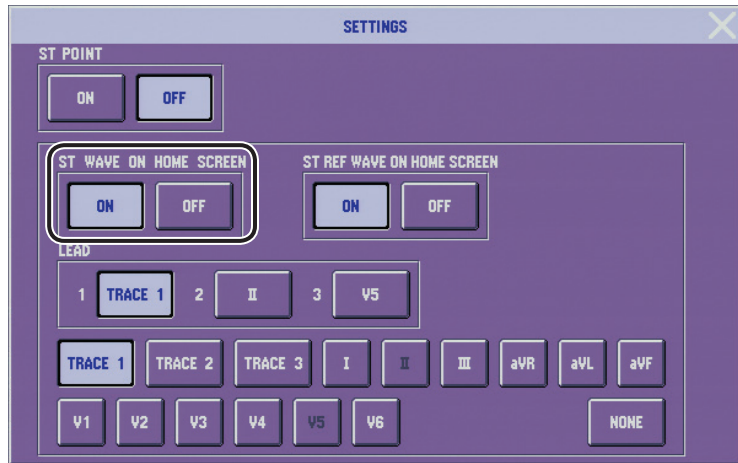 SETTINGS
ST POINT
ON OFF
ST WAVE ON HOME SCREEN ST REF WAVE ON HOME SCREEN
ON OFF ON OFF
LEAD
1 TRACE 1 2 II 3 V5
TRACE 1 TRACE 2 TRACE 3 I II III aVR aVL aVF
V1 V2 V3 V4 V5 V6 NONE